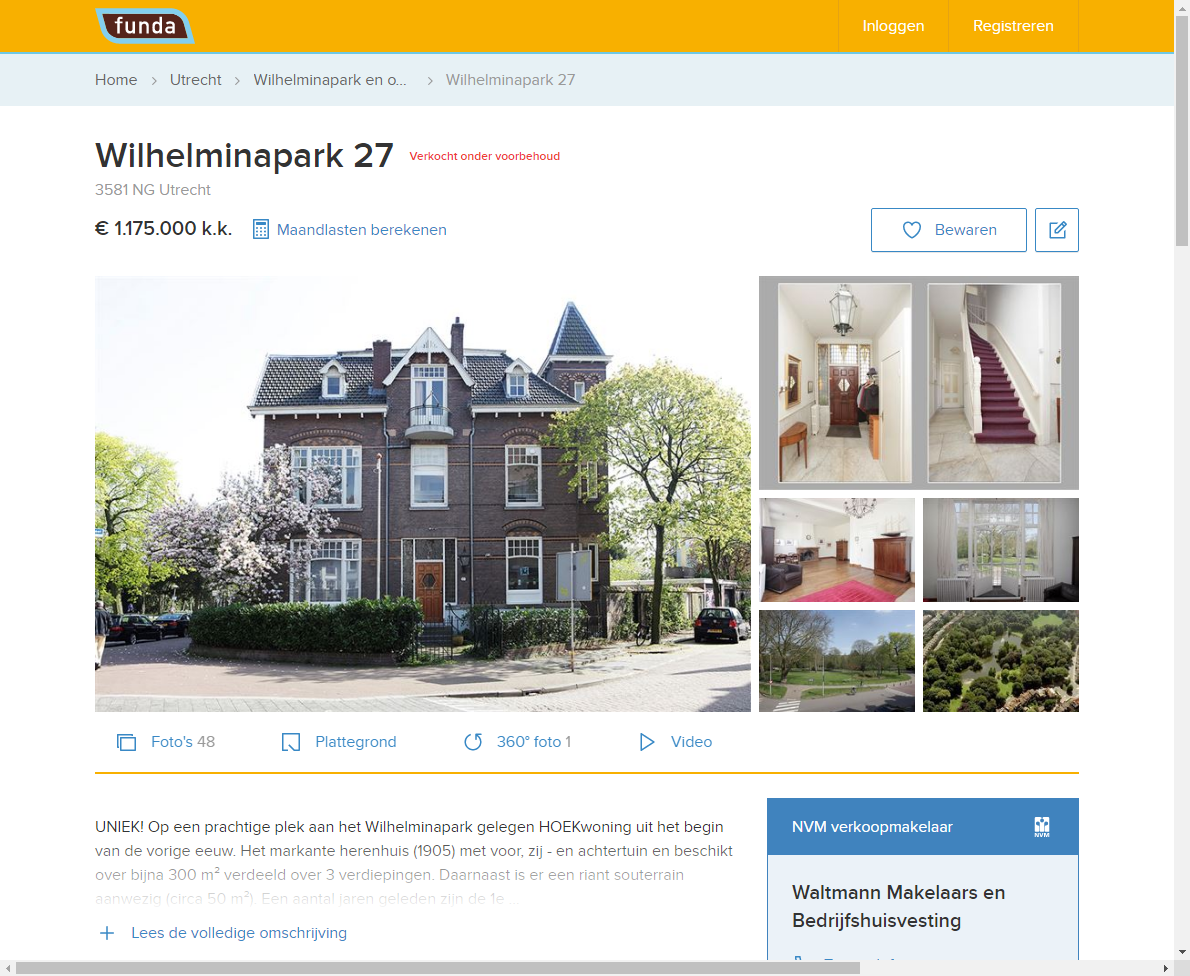 funda
Inloggen
Registreren
Home > Utrecht > Wilhelminapark en o... > Wilhelminapark 27
Wilhelminapark 27 Verkocht onder voorbehoud
3581 NG Utrecht
€ 1.175.000 k.k. Maandlasten berekenen
Bewaren
Foto's 48
Plattegrond
360° foto 1
Video
UNIEK! Op een prachtige plek aan het Wilhelminapark gelegen HOEKwoning uit het begin
van de vorige eeuw. Het markante herenhuis (1905) met voor, zij - en achtertuin en beschikt
over bijna 300 m² verdeeld over 3 verdiepingen. Daarnaast is er een riant souterrain
aanwezig (circa 50 m²). Een aantal jaren geleden zijn de 1e ...
+ Lees de volledige omschrijving
NVM verkoopmakelaar
NVM
Waltmann Makelaars en
Bedrijfshuisvesting